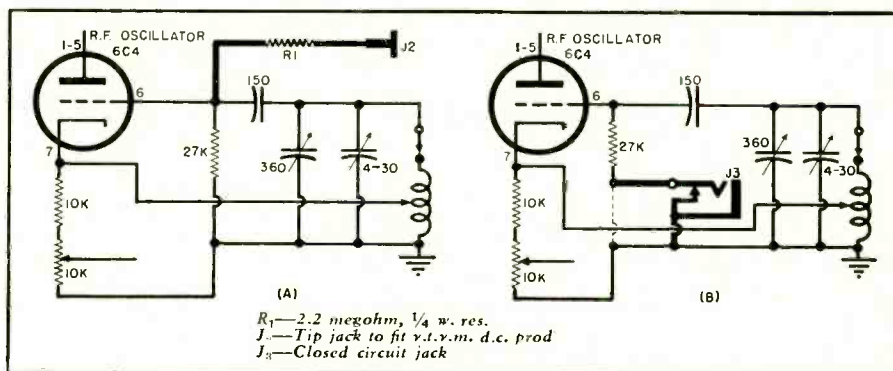 R.F. OSCILLATOR
1-5
6C4
6
7
150
R1
J2
27K
360
4-30
10K
10K
(A)
R.F. OSCILLATOR
1-5
6C4
6
7
150
27K
J3
360
4-30
10K
10K
(B)
R₁—2.2 megohm, ¼ w. res.
J₂—Tip jack to fit v.t.v.m. d.c. prod
J₃—Closed circuit jack